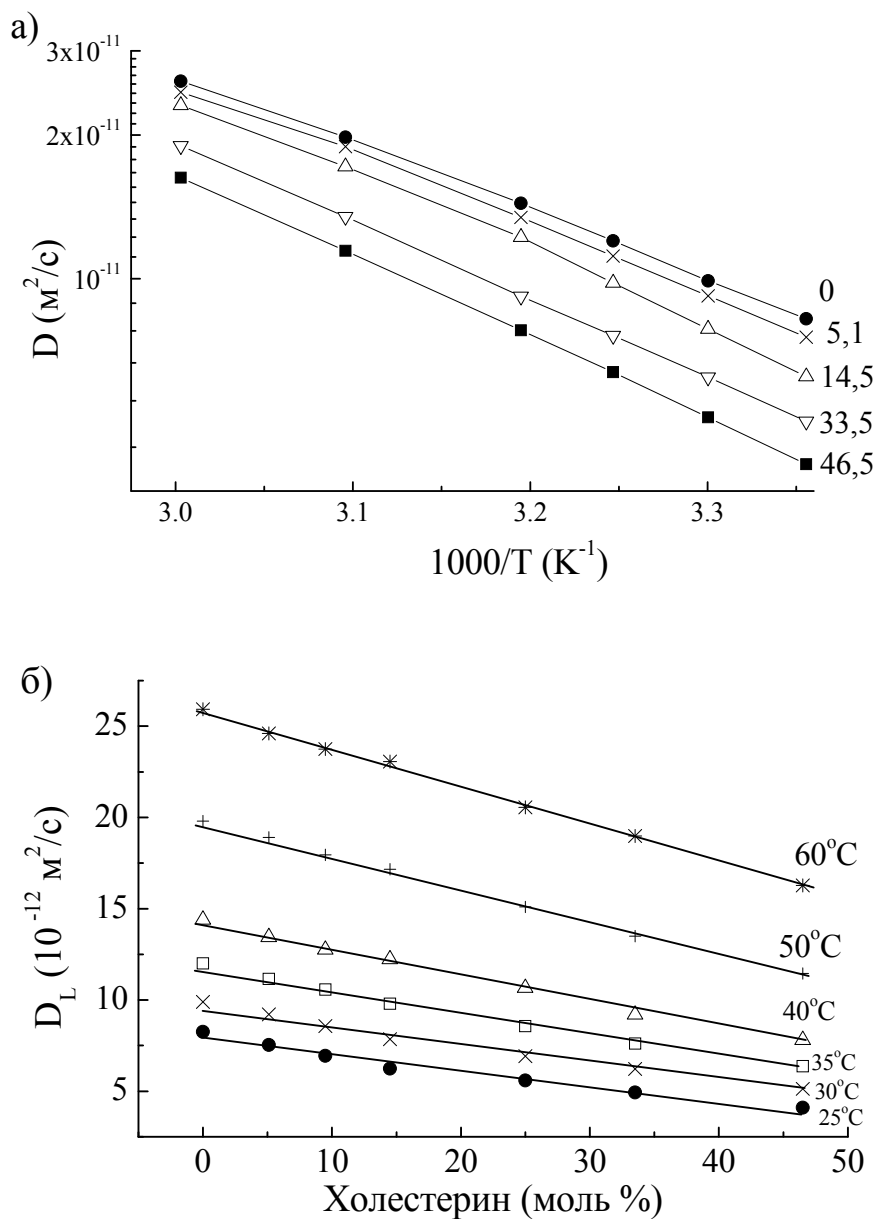 а)
3x10⁻¹¹
2x10⁻¹¹
10⁻¹¹
D (м²/с)
0
5,1
14,5
33,5
46,5
3.0 3.1 3.2 3.3
1000/T (K⁻¹)
б)
25
20
15
10
5
D_L (10⁻¹² м²/с)
60°C
50°C
40°C
35°C
30°C
25°C
0 10 20 30 40 50
Холестерин (моль %)